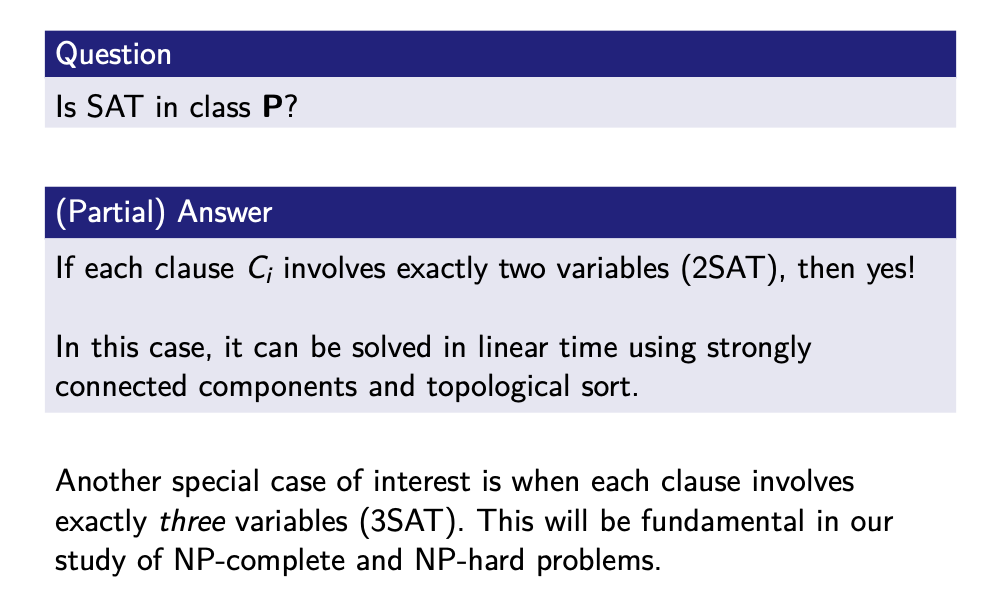 Question
Is SAT in class P?
(Partial) Answer
If each clause Ci involves exactly two variables (2SAT), then yes!
In this case, it can be solved in linear time using strongly
connected components and topological sort.
Another special case of interest is when each clause involves
exactly three variables (3SAT). This will be fundamental in our
study of NP-complete and NP-hard problems.